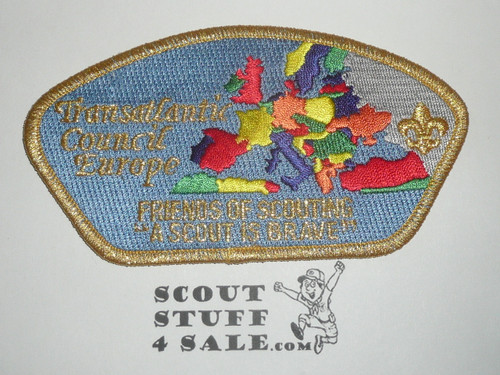 Transatlantic
Council
Europe
FRIENDS OF SCOUTING
"A SCOUT IS BRAVE"
SCOUT
STUFF
4 SALE.com